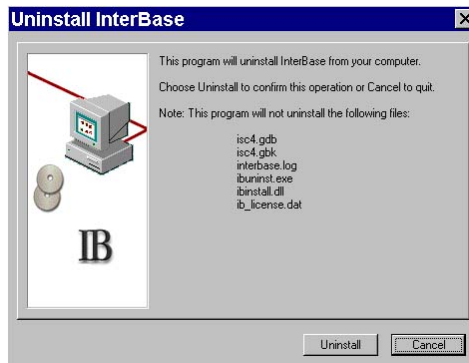 Uninstall InterBase
This program will uninstall InterBase from your computer.
Choose Uninstall to confirm this operation or Cancel to quit.
Note: This program will not uninstall the following files:
isc4.gdb
isc4.gbk
interbase.log
ibuninst.exe
ibinstall.dll
ib_license.dat
IB
Uninstall
Cancel